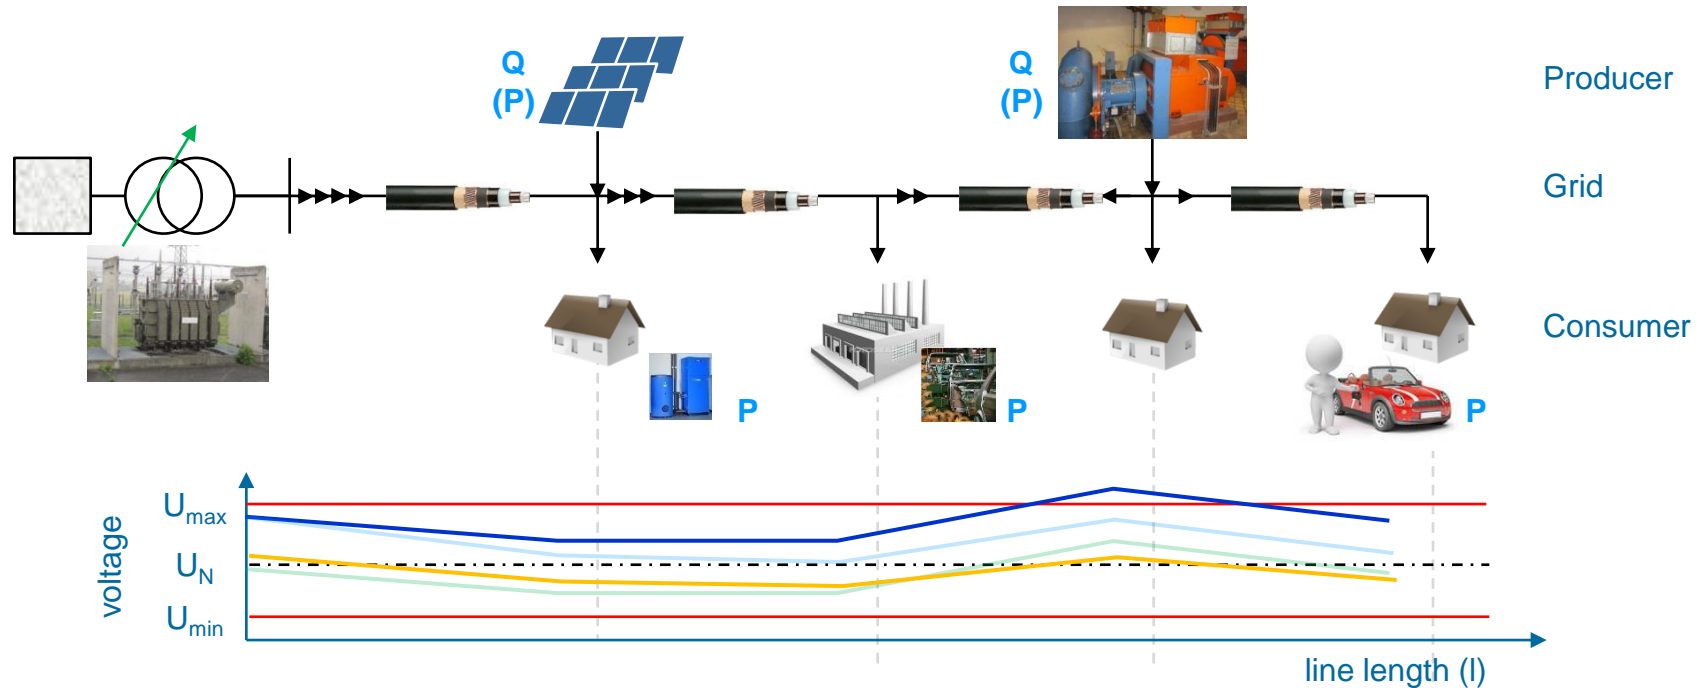 Q
(P)
Q
(P)
Producer
Grid
Consumer
P
P
P
voltage
Umax
UN
Umin
line length (l)